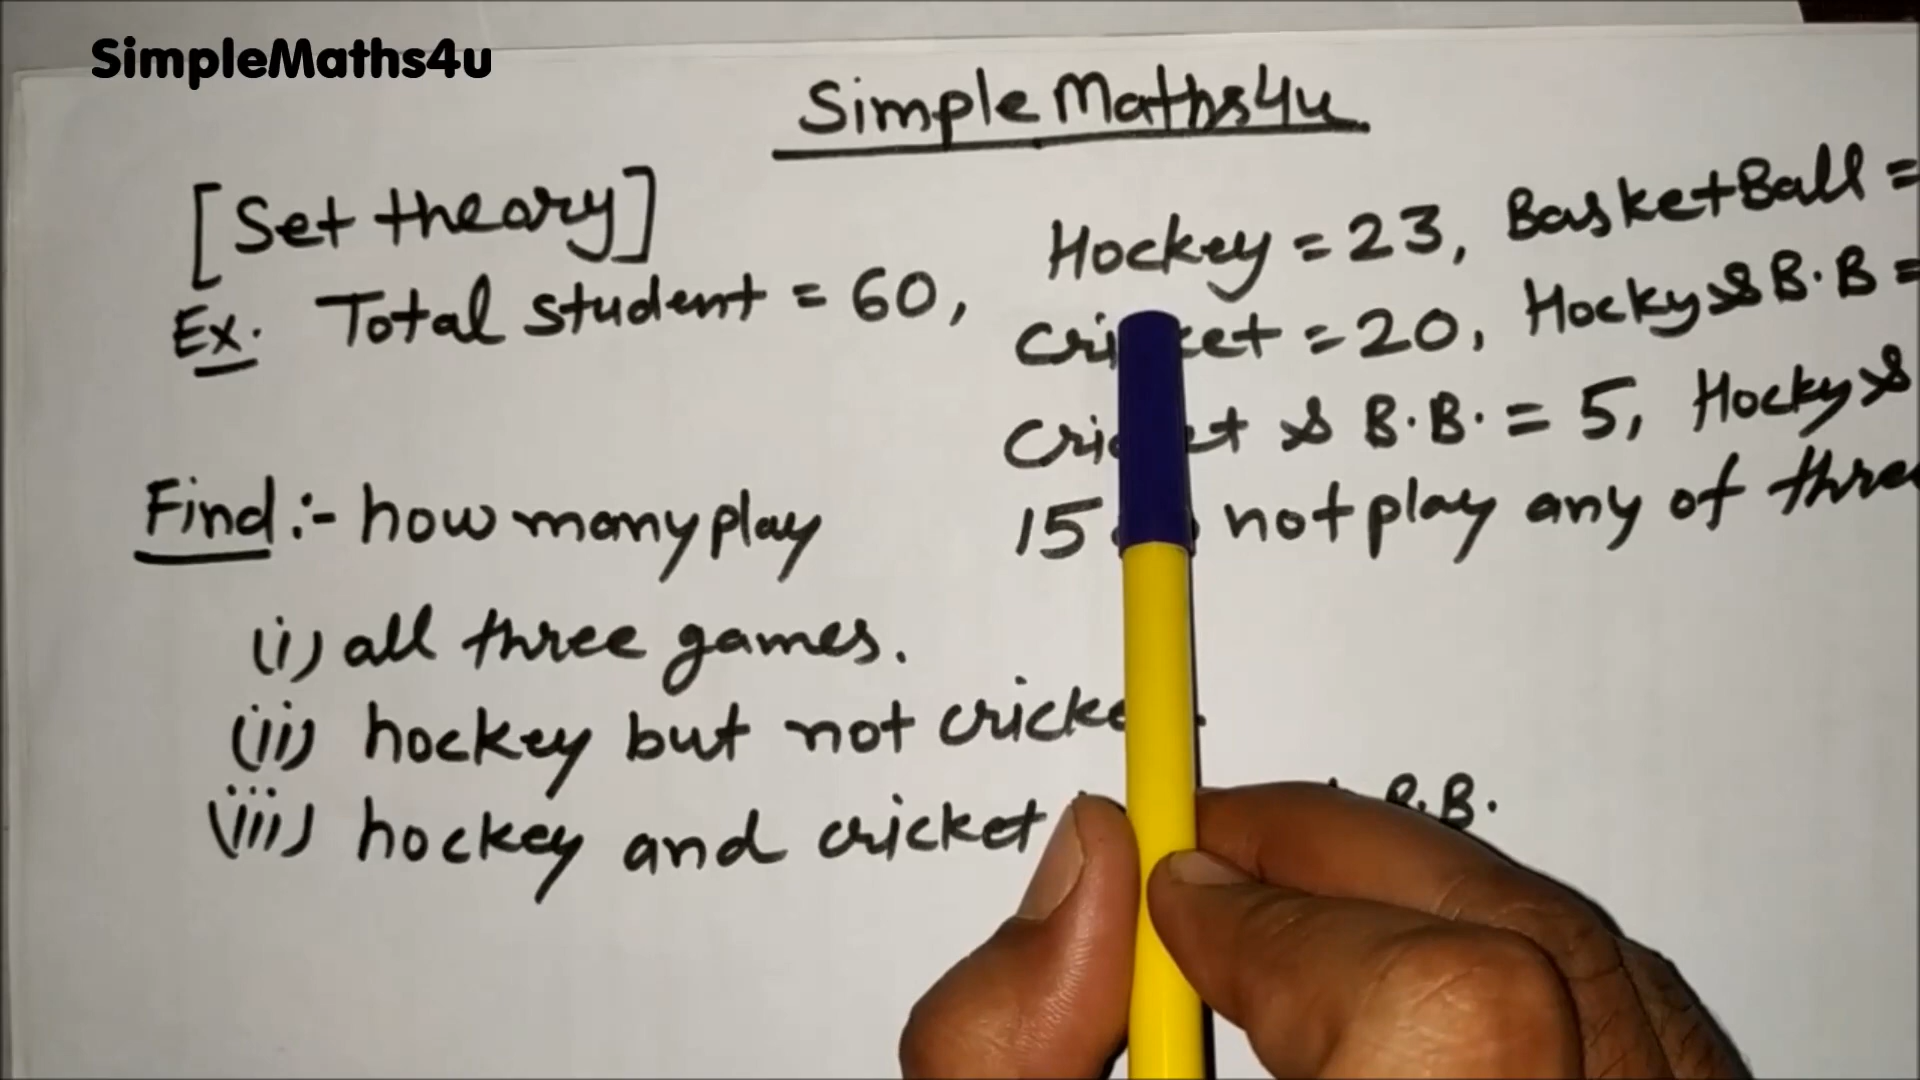 SimpleMaths4u
SimpleMaths4u.
[Set theory]
Ex. Total student = 60,
Hockey = 23, BasketBall =
= 20, Hocky & B.B =
& B.B. = 5, Hocky &
15 not play any of
Find :- how many play
(i) all three games.
(ii) hockey but not
(iii) hockey and cricket B.B.